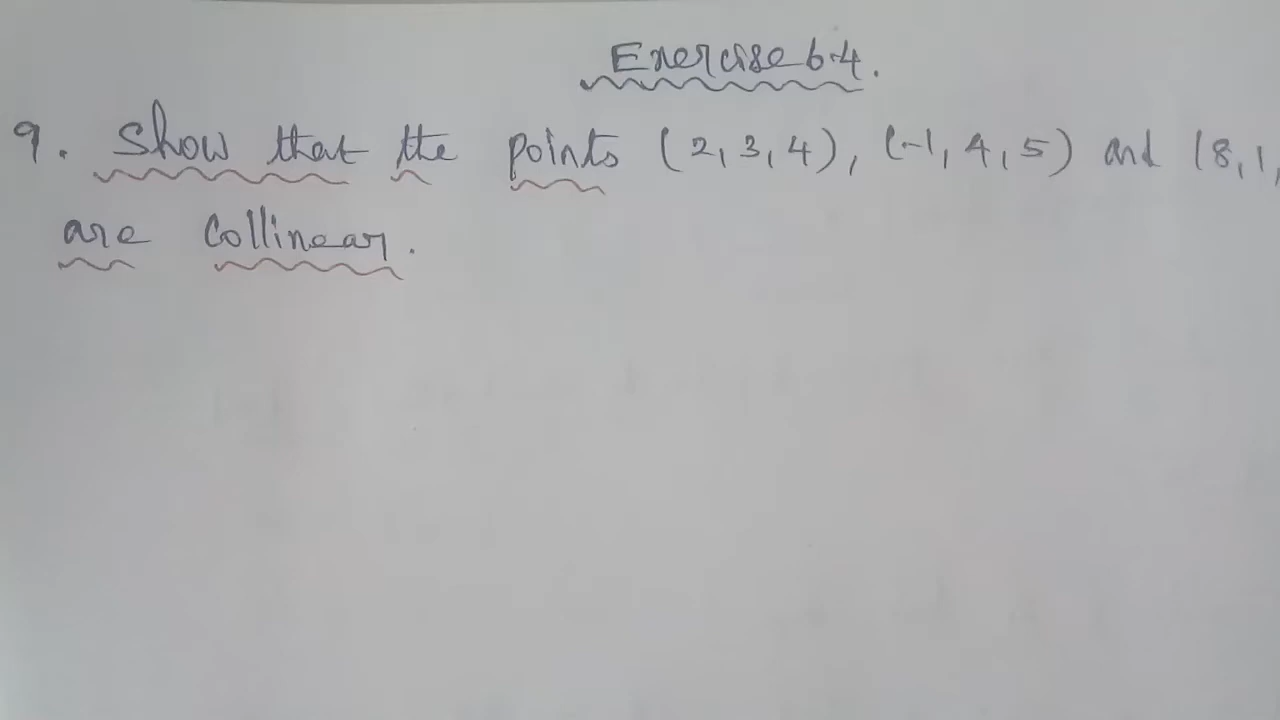 Exercise 6.4.
9. Show that the points (2, 3, 4), (-1, 4, 5) and (8, 1,
are Collinear.